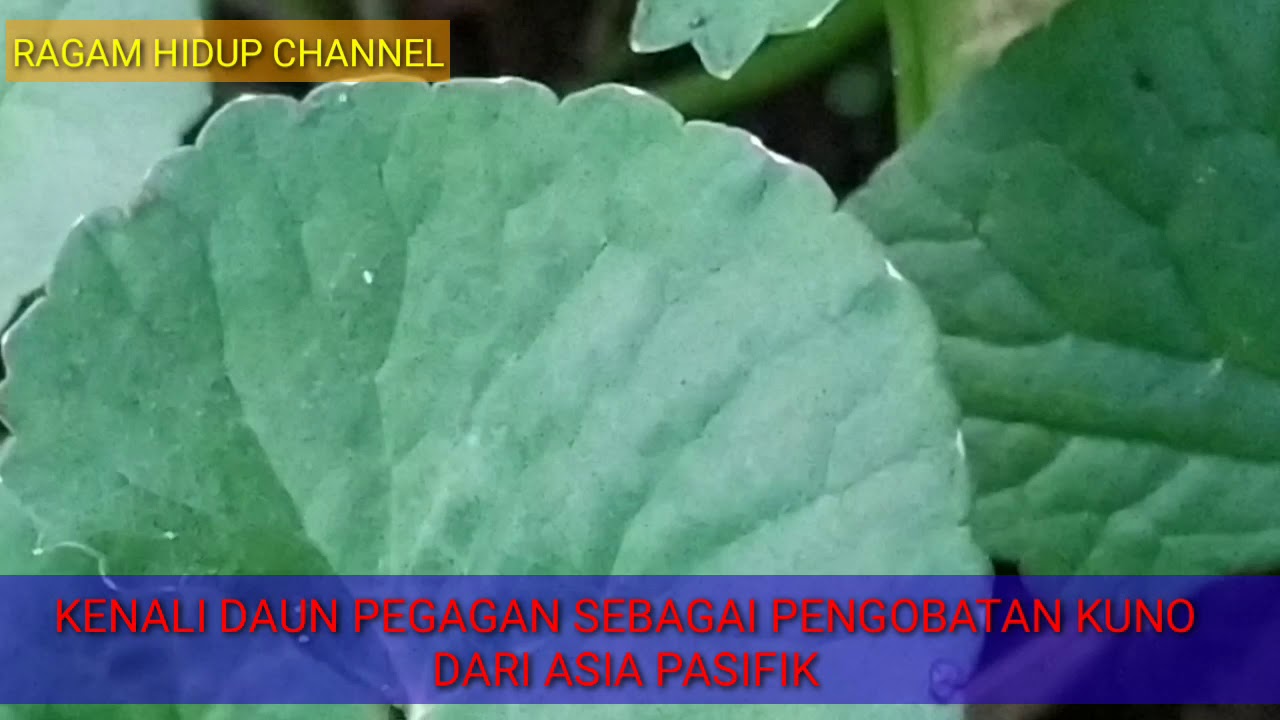 RAGAM HIDUP CHANNEL
KENALI DAUN PEGAGAN SEBAGAI PENGOBATAN KUNO
DARI ASIA PASIFIK